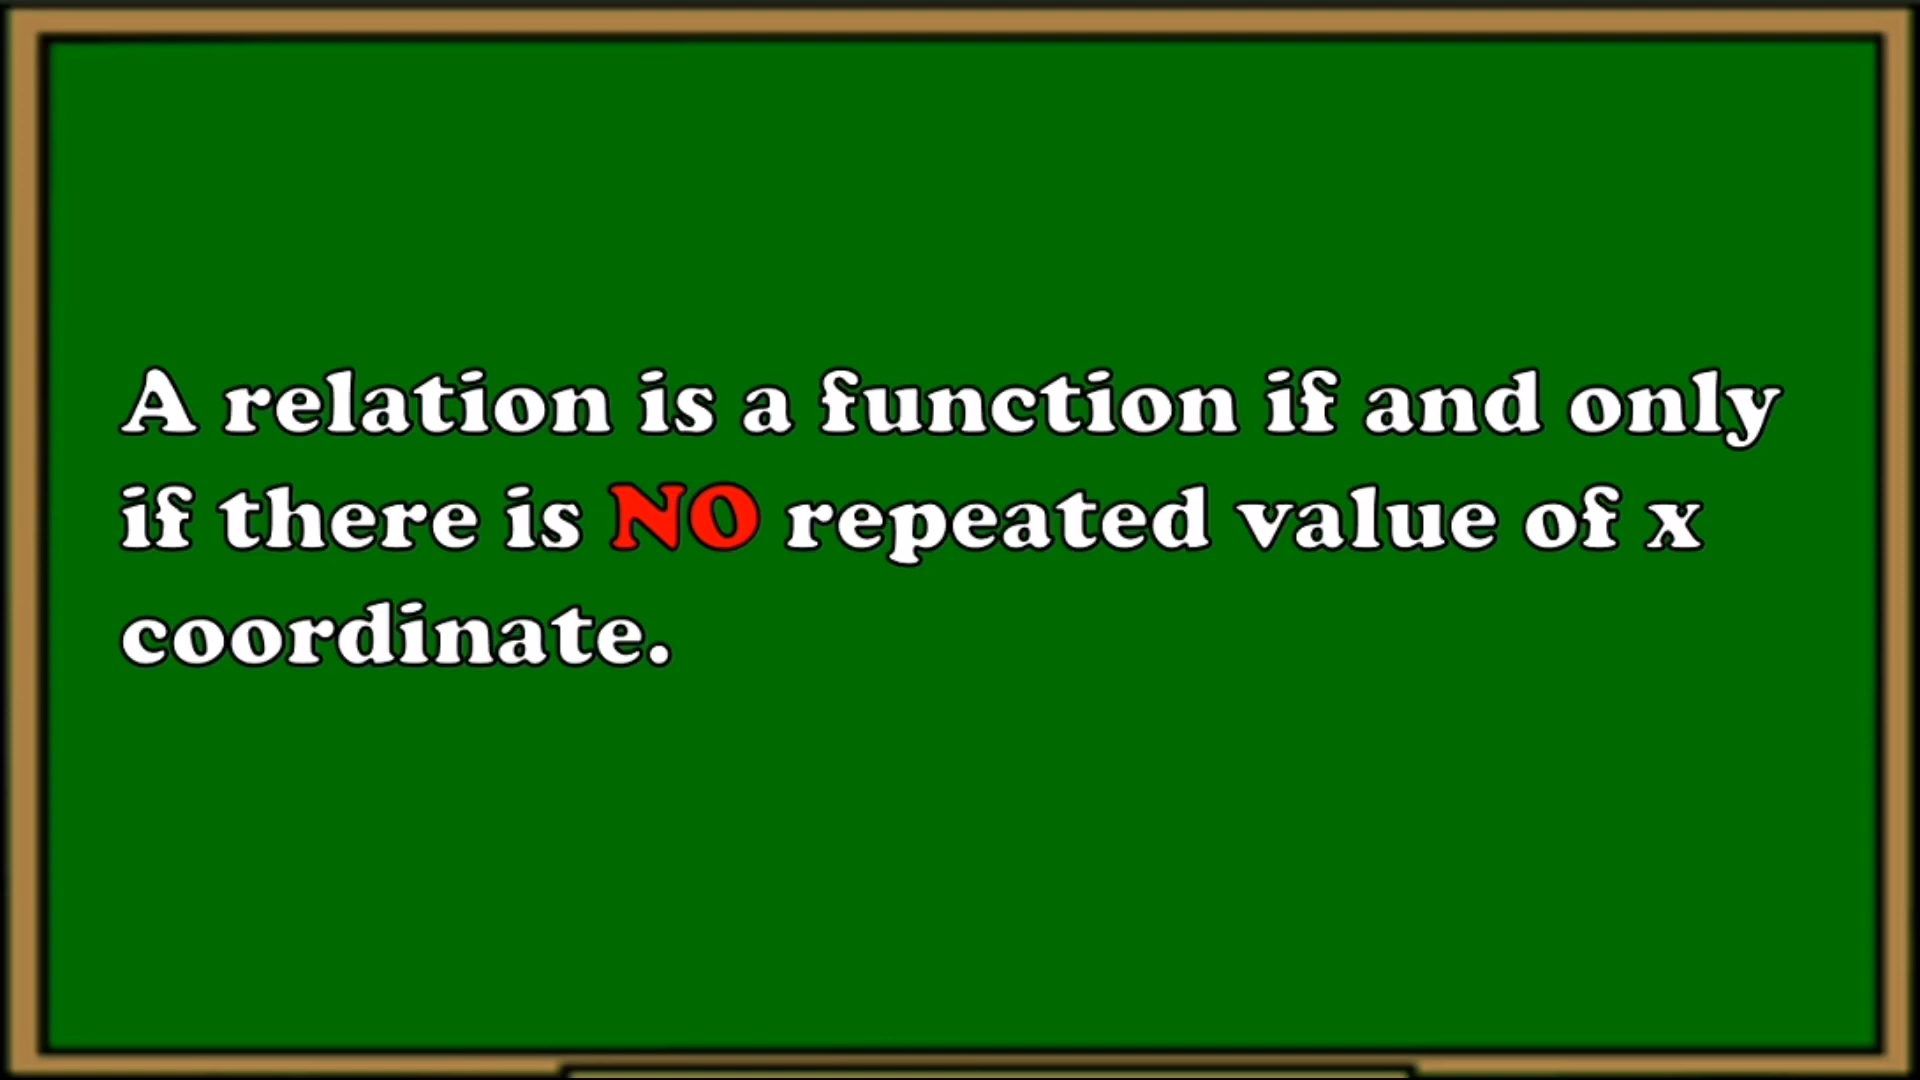 A relation is a function if and only
if there is NO repeated value of x
coordinate.